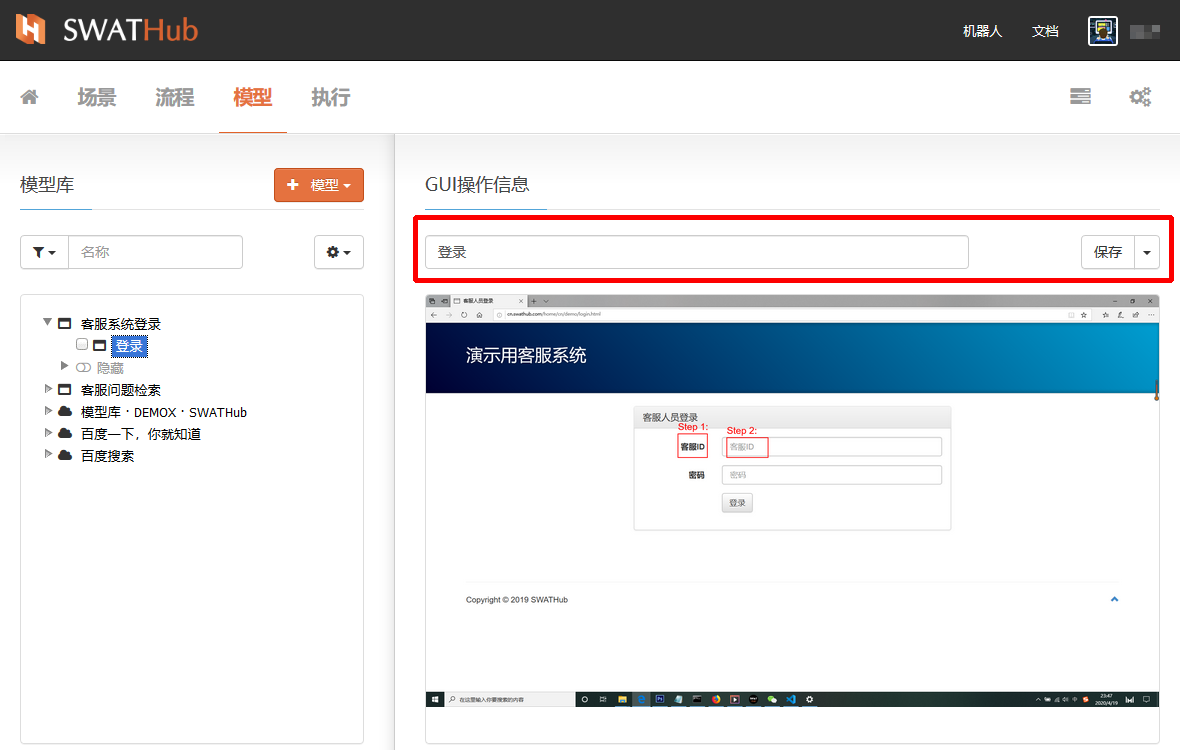 SWATHub
机器人 文档
场景 流程 模型 执行
模型库
+ 模型
GUI操作信息
名称
登录
保存
客服系统登录
登录
隐藏
客服问题检索
模型库·DEMOX·SWATHub
百度一下，你就知道
百度搜索
客服人员登录
cn.swathub.com/home/cn/demo/login.html
演示用客服系统
客服人员登录
Step 1:
Step 2:
客服ID
客服ID
密码
密码
登录
Copyright © 2019 SWATHub
在这里输入你要搜索的内容
23:47
2020/4/19